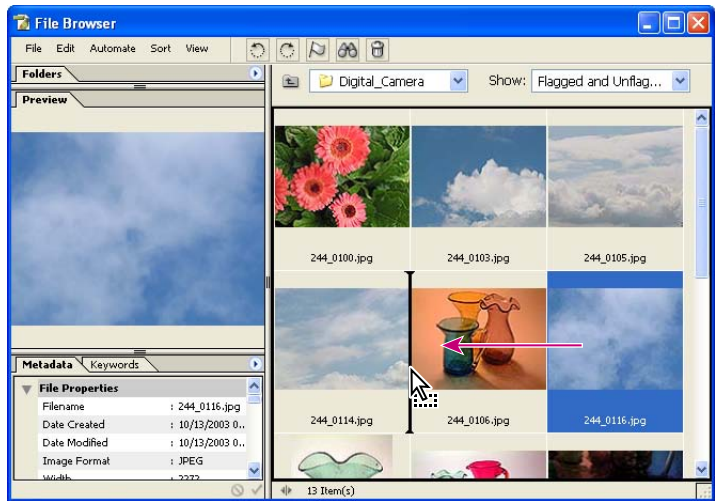 File Browser
File Edit Automate Sort View
Folders
Digital_Camera Show: Flagged and Unflag...
Preview
244_0100.jpg 244_0103.jpg 244_0105.jpg
244_0114.jpg 244_0106.jpg 244_0116.jpg
Metadata Keywords
File Properties
Filename : 244_0116.jpg
Date Created : 10/13/2003 0..
Date Modified : 10/13/2003 0..
Image Format : JPEG
Width : 2272
13 Item(s)